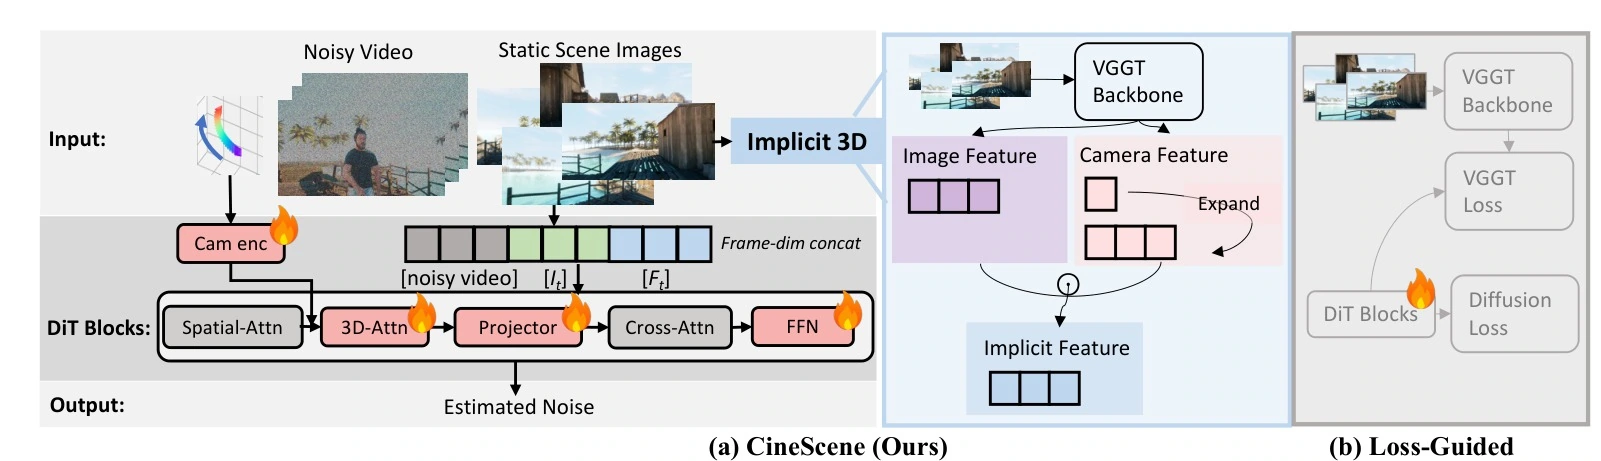 Noisy Video
Static Scene Images
Input:
Implicit 3D
VGGT
Backbone
Image Feature
Camera Feature
Expand
Implicit Feature
Cam enc
Frame-dim concat
[noisy video]
[It]
[Ft]
DiT Blocks:
Spatial-Attn
3D-Attn
Projector
Cross-Attn
FFN
Output:
Estimated Noise
(a) CineScene (Ours)
VGGT
Backbone
VGGT
Loss
DiT Blocks
Diffusion
Loss
(b) Loss-Guided